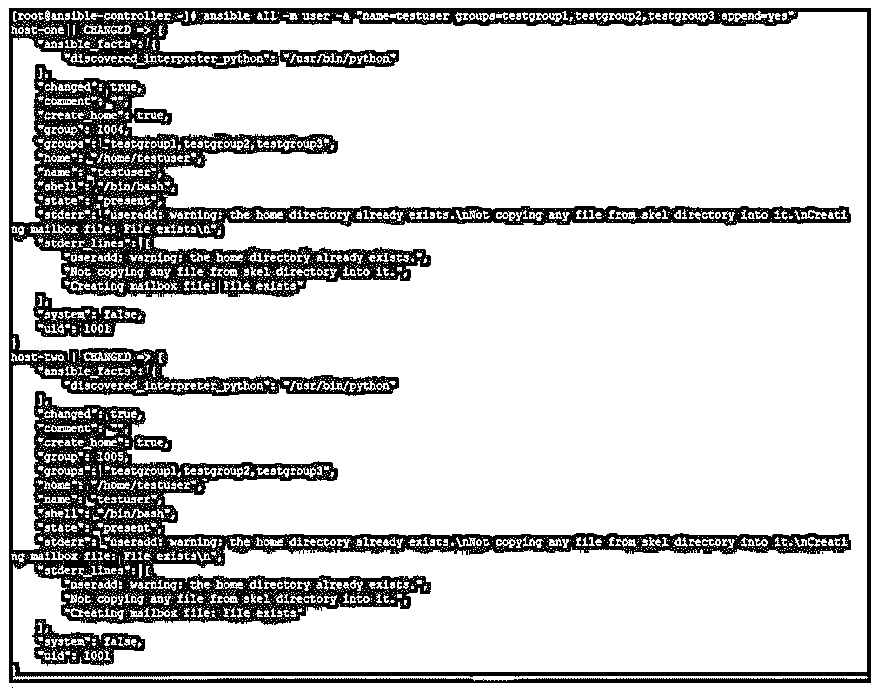 [root@ansible-controller ~]# ansible all -m user -a "name=testuser groups=testgroup1,testgroup2,testgroup3 append=yes"
host-one | CHANGED => {
    "ansible_facts": {
        "discovered_interpreter_python": "/usr/bin/python"
    },
    "changed": true,
    "comment": "",
    "create_home": true,
    "group": 1004,
    "groups": "testgroup1,testgroup2,testgroup3",
    "home": "/home/testuser",
    "name": "testuser",
    "shell": "/bin/bash",
    "state": "present",
    "stderr": "useradd: warning: the home directory already exists.\nNot copying any file from skel directory into it.\nCreati
ng mailbox file: File exists\n",
    "stderr_lines": [
        "useradd: warning: the home directory already exists.",
        "Not copying any file from skel directory into it.",
        "Creating mailbox file: File exists"
    ],
    "system": false,
    "uid": 1001
}
host-two | CHANGED => {
    "ansible_facts": {
        "discovered_interpreter_python": "/usr/bin/python"
    },
    "changed": true,
    "comment": "",
    "create_home": true,
    "group": 1005,
    "groups": "testgroup1,testgroup2,testgroup3",
    "home": "/home/testuser",
    "name": "testuser",
    "shell": "/bin/bash",
    "state": "present",
    "stderr": "useradd: warning: the home directory already exists.\nNot copying any file from skel directory into it.\nCreati
ng mailbox file: File exists\n",
    "stderr_lines": [
        "useradd: warning: the home directory already exists.",
        "Not copying any file from skel directory into it.",
        "Creating mailbox file: File exists"
    ],
    "system": false,
    "uid": 1001
}